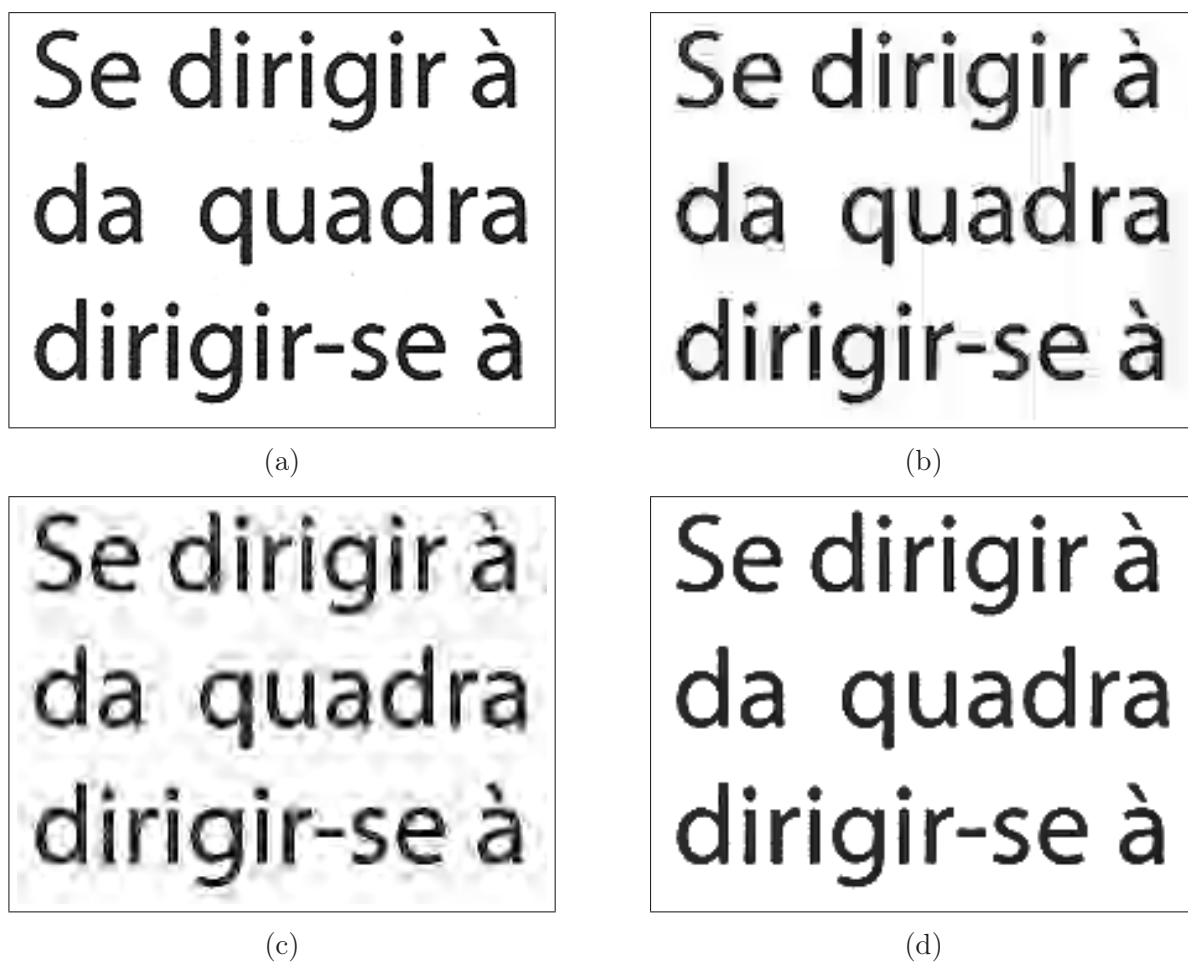 Se dirigir à
da quadra
dirigir-se à
(a)
Se dirigir à
da quadra
dirigir-se à
(b)
Se dirigir à
da quadra
dirigir-se à
(c)
Se dirigir à
da quadra
dirigir-se à
(d)